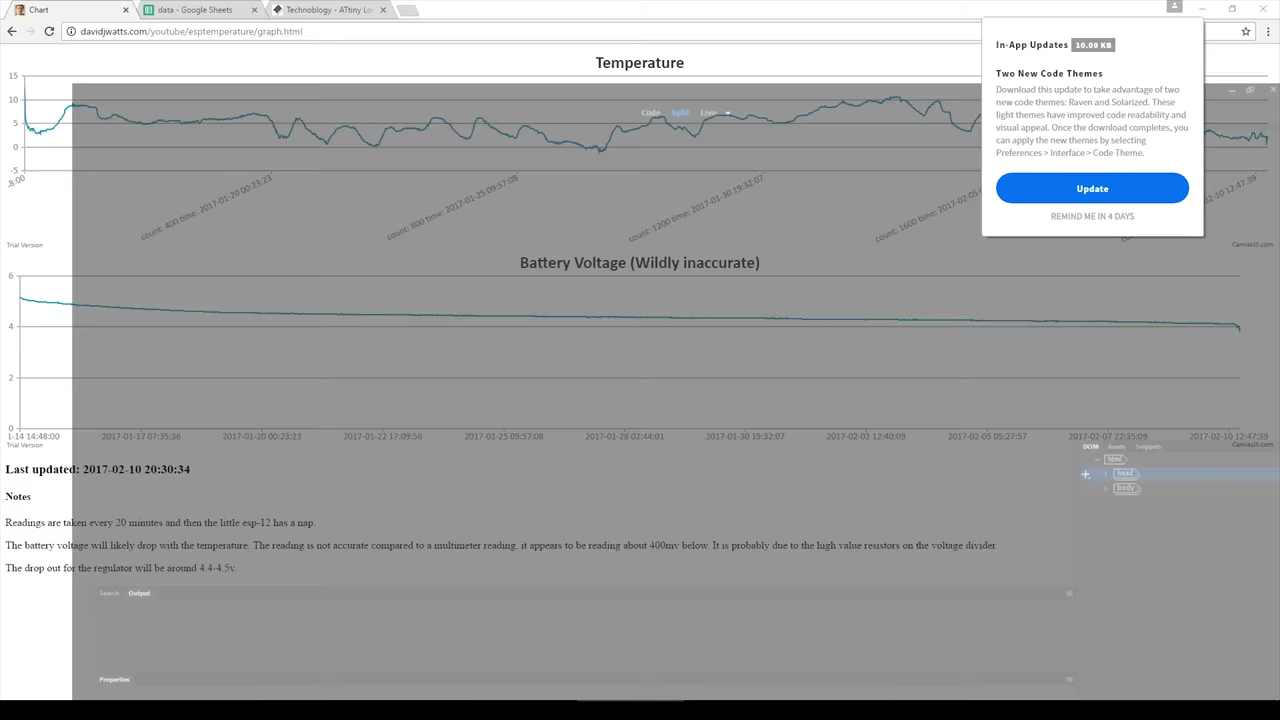 Chart
data - Google Sheets
Technoblogy - ATtiny Lo
davidjwatts.com/youtube/esptemperature/graph.html
In-App Updates 10.00 KB
Two New Code Themes
Download this update to take advantage of two
new code themes: Raven and Solarized. These
light themes have improved code readability and
visual appeal. Once the download completes, you
can apply the new themes by selecting
Preferences > Interface > Code Theme.
Update
REMIND ME IN 4 DAYS
Temperature
15
10
5
0
-5
Code Split Live
8:00
count: 400 time: 2017-01-20 00:23:23
count: 800 time: 2017-01-25 09:57:08
count: 1200 time: 2017-01-30 19:32:07
count: 1600 time: 2017-02-05
02-10 12:47:39
Trial Version
CanvasJS.com
Battery Voltage (Wildly inaccurate)
6
4
2
0
1-14 14:48:00 2017-01-17 07:35:36 2017-01-20 00:23:23 2017-01-22 17:09:56 2017-01-25 09:57:08 2017-01-28 02:44:01 2017-01-30 19:32:07 2017-02-02 12:40:09 2017-02-05 05:27:57 2017-02-07 22:35:09 2017-02-10 12:47:39
Trial Version
CanvasJS.com
DOM Assets Snippets
html
head
body
Last updated: 2017-02-10 20:30:34
Notes
Readings are taken every 20 minutes and then the little esp-12 has a nap.
The battery voltage will likely drop with the temperature. The reading is not accurate compared to a multimeter reading, it appears to be reading about 400mv below. It is probably due to the high value resistors on the voltage divider.
The drop out for the regulator will be around 4.4-4.5v.
Search Output
Properties